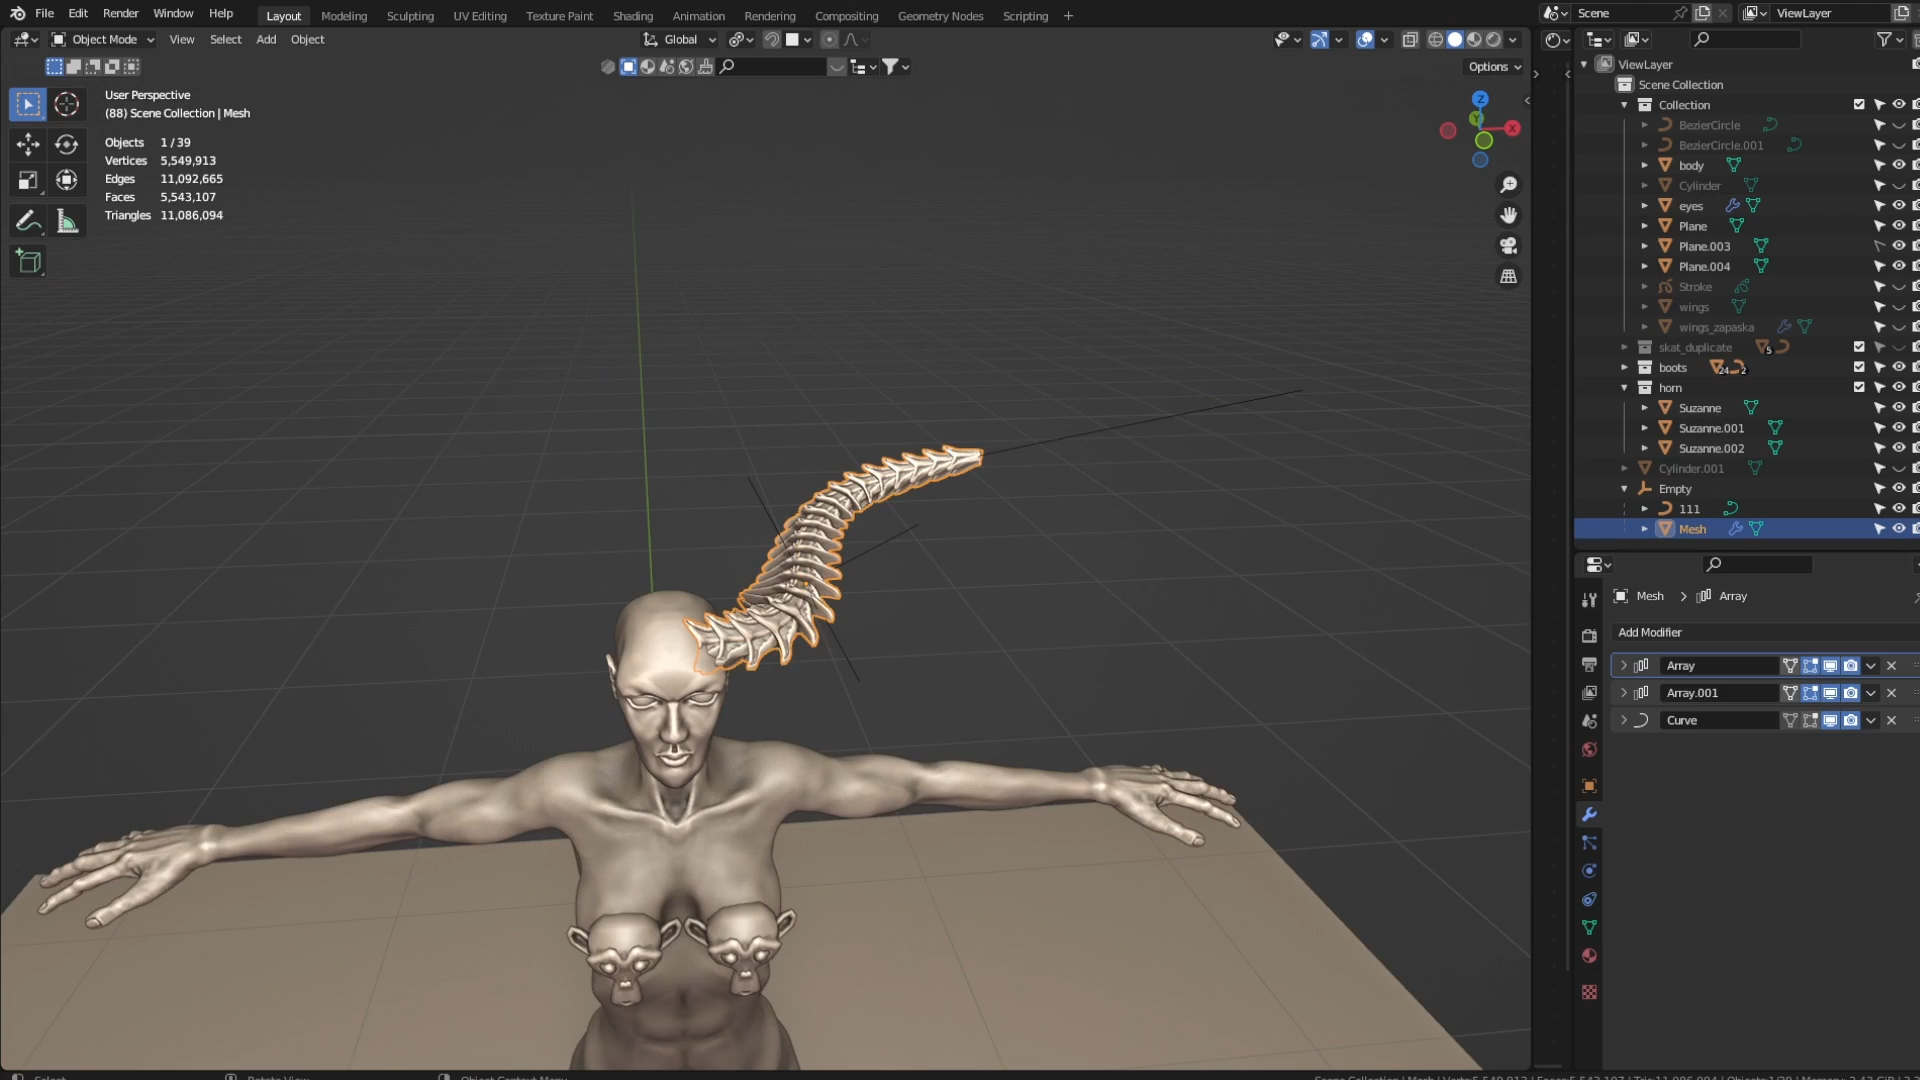 File Edit Render Window Help Layout Modeling Sculpting UV Editing Texture Paint Shading Animation Rendering Compositing Geometry Nodes Scripting + Scene ViewLayer
Object Mode View Select Add Object Global
Options
User Perspective
(88) Scene Collection | Mesh
Objects 1/39
Vertices 5,549,913
Edges 11,092,665
Faces 5,543,107
Triangles 11,086,094
Z
Y
X
ViewLayer
Scene Collection
Collection
BezierCircle
BezierCircle.001
body
Cylinder
eyes
Plane
Plane.003
Plane.004
Stroke
wings
wings_zapaska
skat_duplicate 5
boots 24 2
horn
Suzanne
Suzanne.001
Suzanne.002
Cylinder.001
Empty
111
Mesh
Mesh > Array
Add Modifier
Array
Array.001
Curve